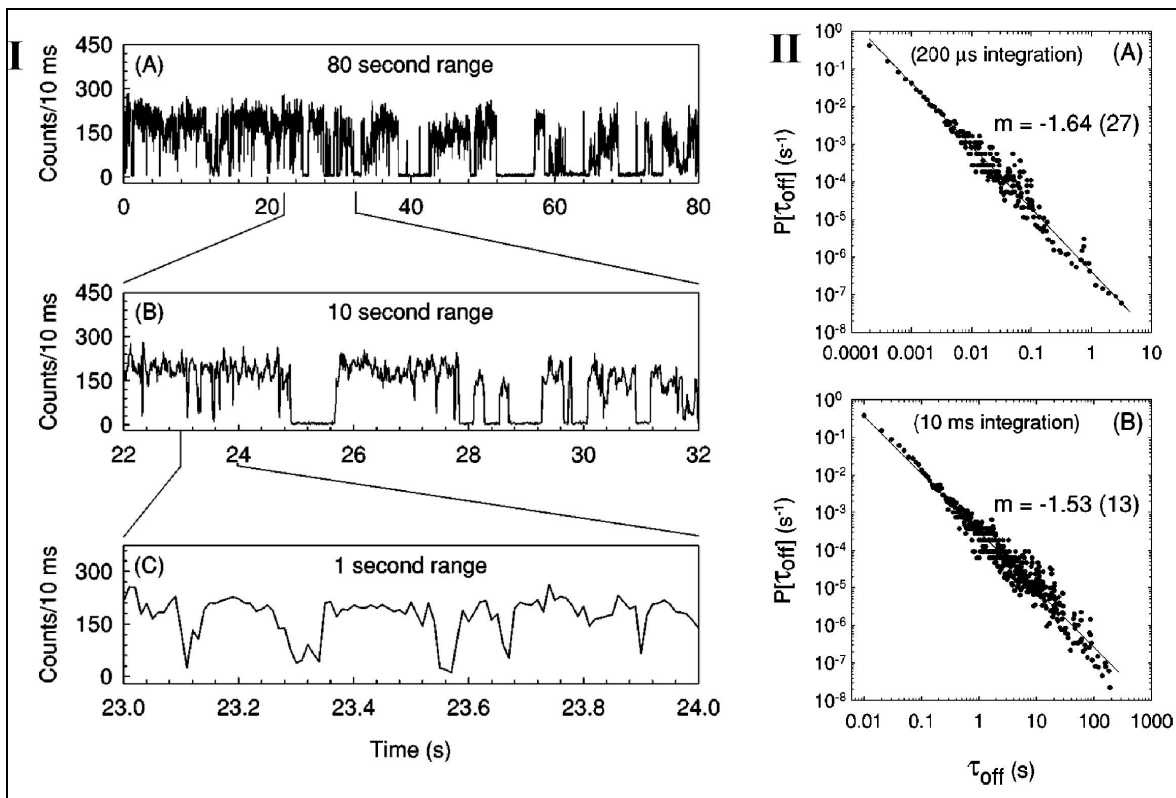 I
Counts/10 ms
450
300
150
0
(A)
80 second range
0 20 40 60 80
Counts/10 ms
450
300
150
0
(B)
10 second range
22 24 26 28 30 32
Counts/10 ms
300
150
0
(C)
1 second range
23.0 23.2 23.4 23.6 23.8 24.0
Time (s)
II
P[τoff] (s⁻¹)
10⁰
10⁻¹
10⁻²
10⁻³
10⁻⁴
10⁻⁵
10⁻⁶
10⁻⁷
10⁻⁸
(200 μs integration)
(A)
m = -1.64 (27)
0.0001 0.001 0.01 0.1 1 10
P[τoff] (s⁻¹)
10⁰
10⁻¹
10⁻²
10⁻³
10⁻⁴
10⁻⁵
10⁻⁶
10⁻⁷
10⁻⁸
(10 ms integration)
(B)
m = -1.53 (13)
0.01 0.1 1 10 100 1000
τoff (s)